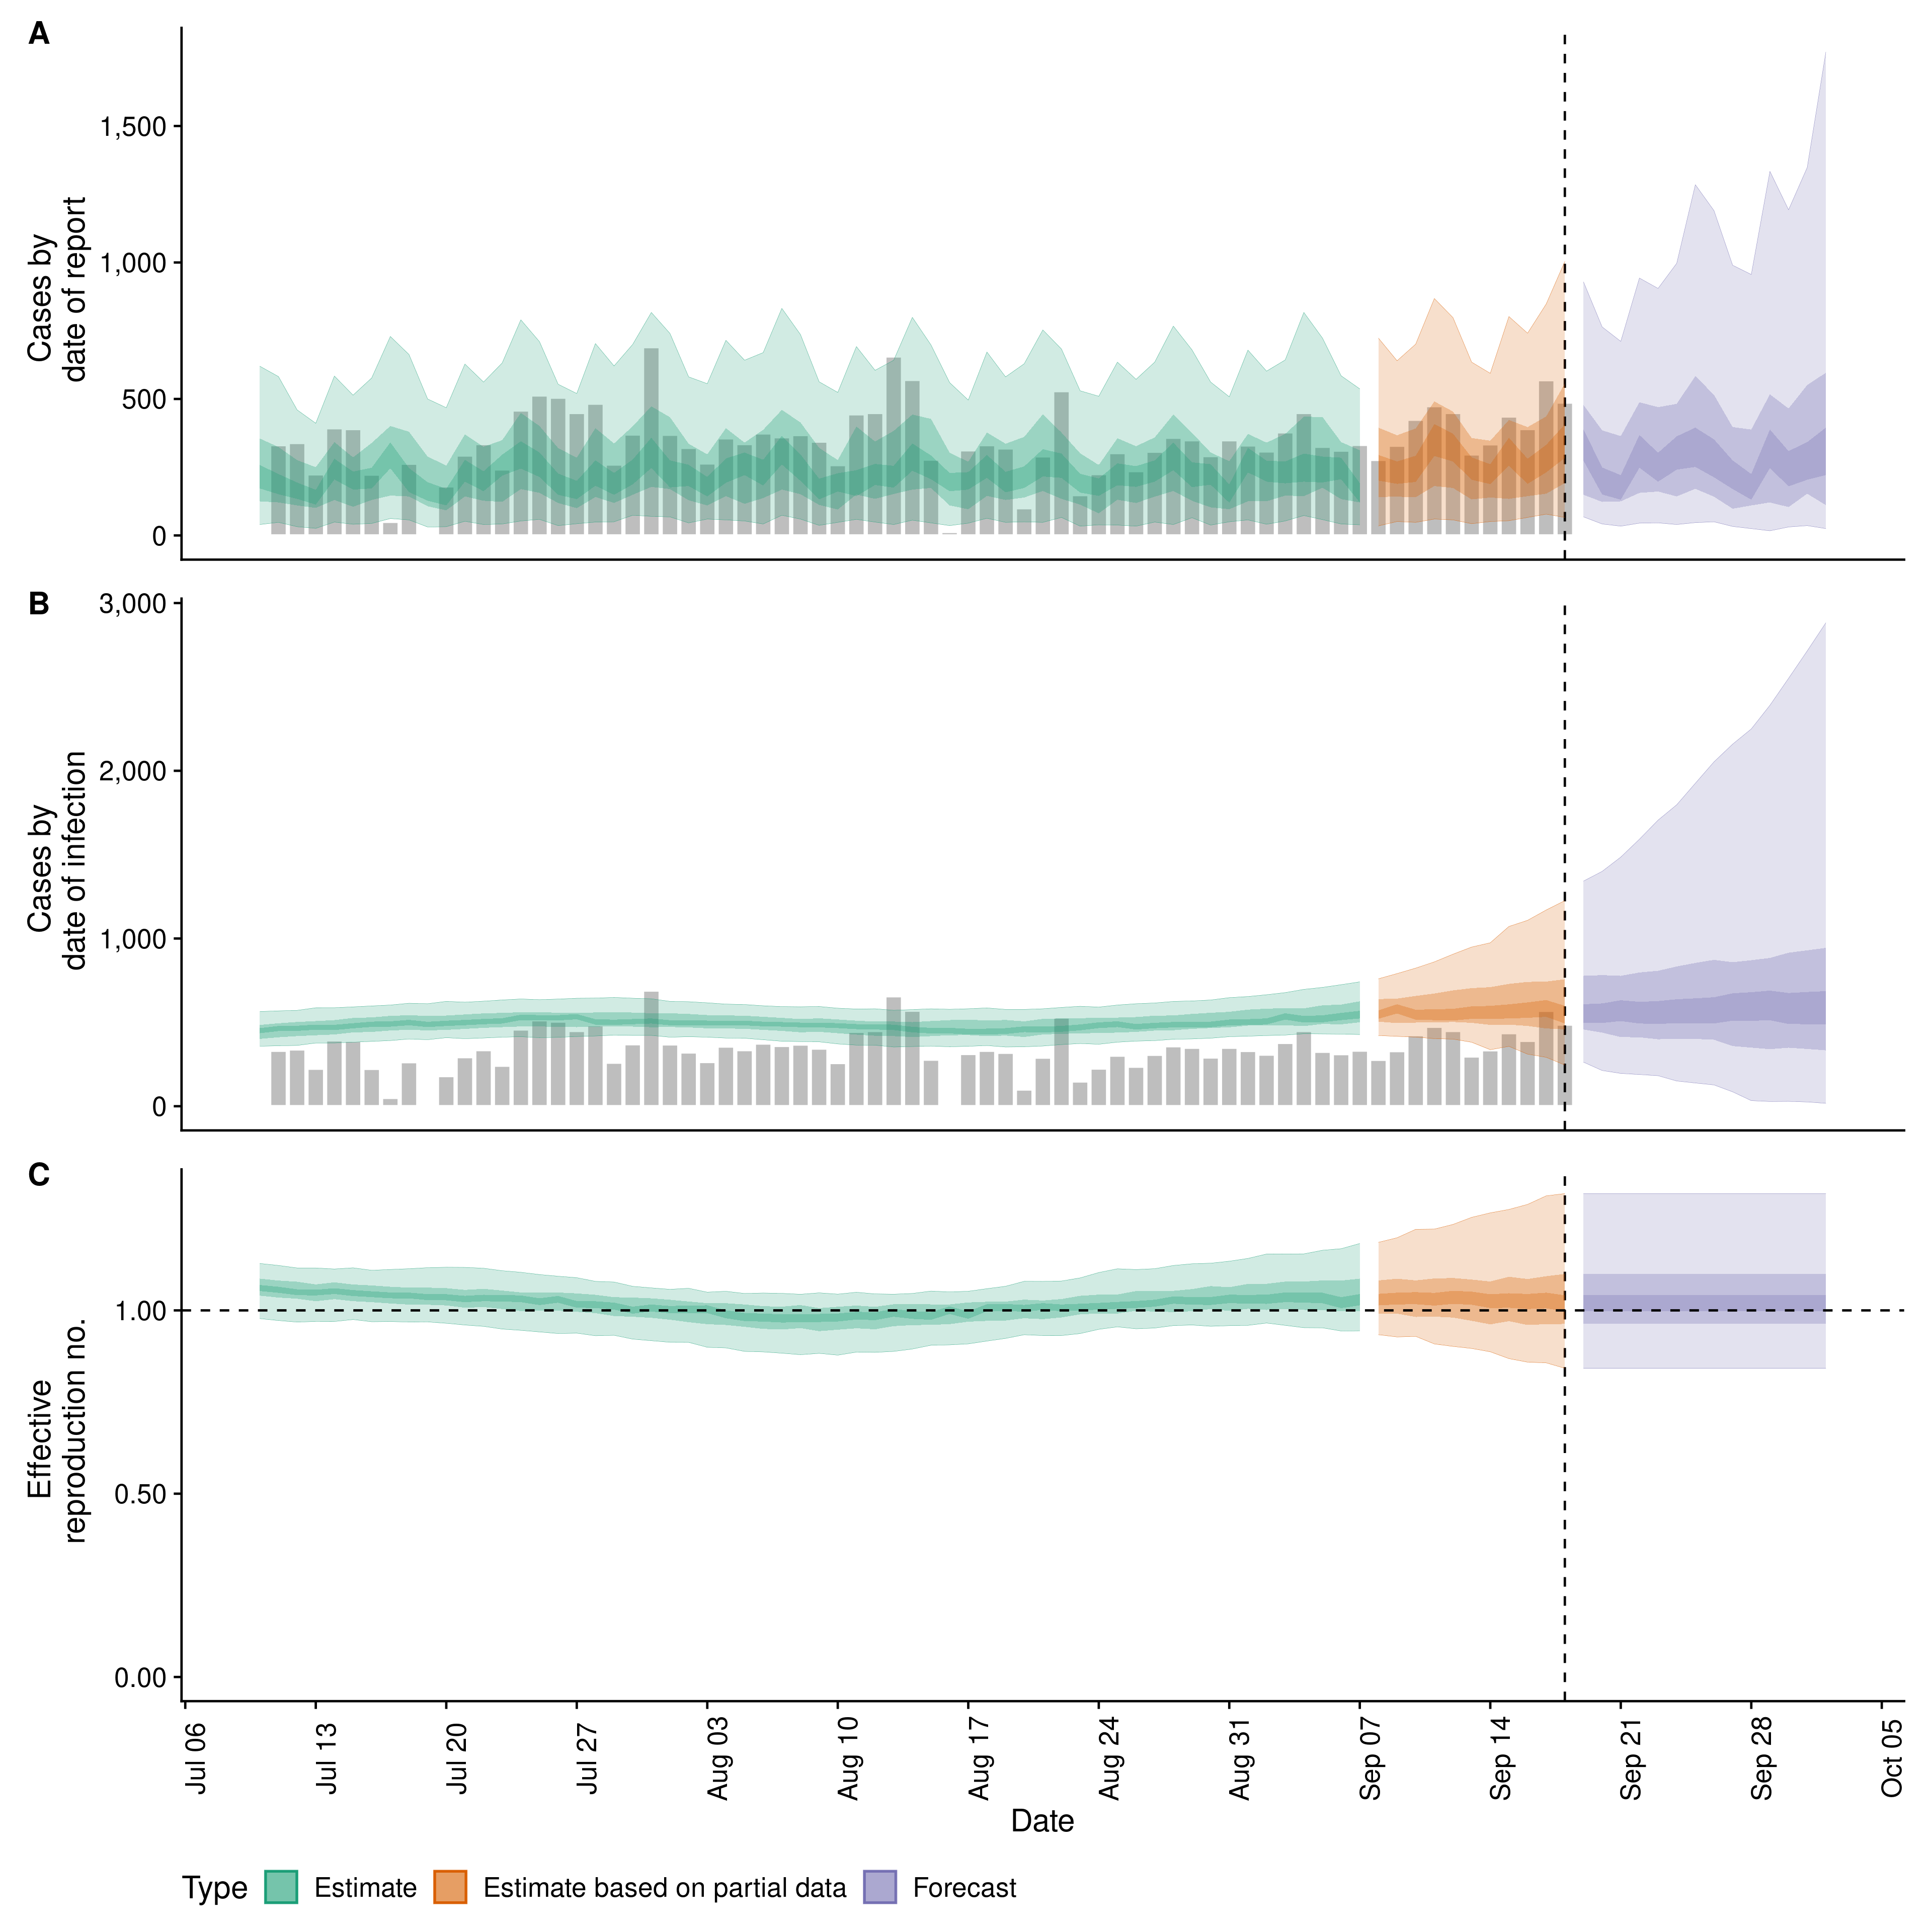 A
Cases by
date of report
1,500
1,000
500
0
B
Cases by
date of infection
3,000
2,000
1,000
0
C
Effective
reproduction no.
1.00
0.50
0.00
Jul 06
Jul 13
Jul 20
Jul 27
Aug 03
Aug 10
Aug 17
Aug 24
Aug 31
Sep 07
Sep 14
Sep 21
Sep 28
Oct 05
Date
Type Estimate Estimate based on partial data Forecast